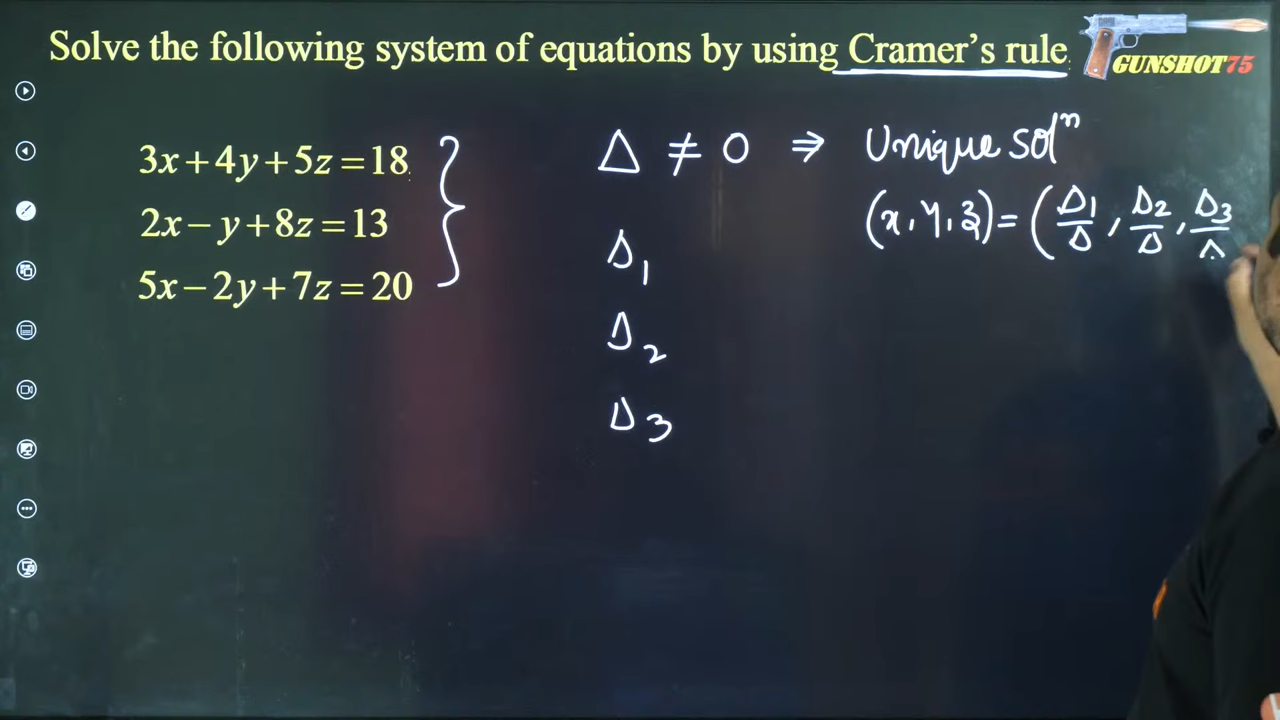 Solve the following system of equations by using Cramer's rule
GUNSHOT75
3x+4y+5z=18
2x−y+8z=13
5x−2y+7z=20
Δ ≠ 0 ⇒ Unique solⁿ
(x, y, z) = (Δ1/Δ, Δ2/Δ, Δ3/Δ
Δ1
Δ2
Δ3